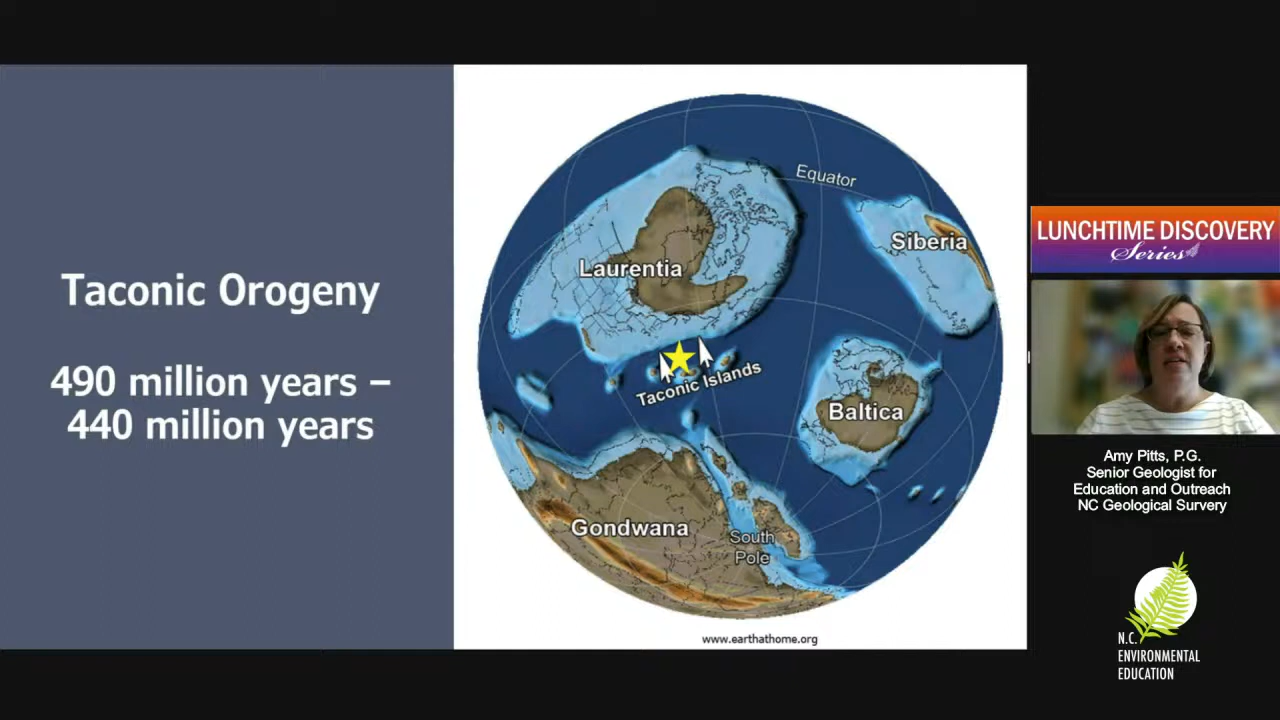 Taconic Orogeny
490 million years –
440 million years
Equator
Siberia
Laurentia
Taconic Islands
Baltica
Gondwana
South
Pole
www.earthathome.org
LUNCHTIME DISCOVERY
Series
Amy Pitts, P.G.
Senior Geologist for
Education and Outreach
NC Geological Survery
N.C.
ENVIRONMENTAL
EDUCATION